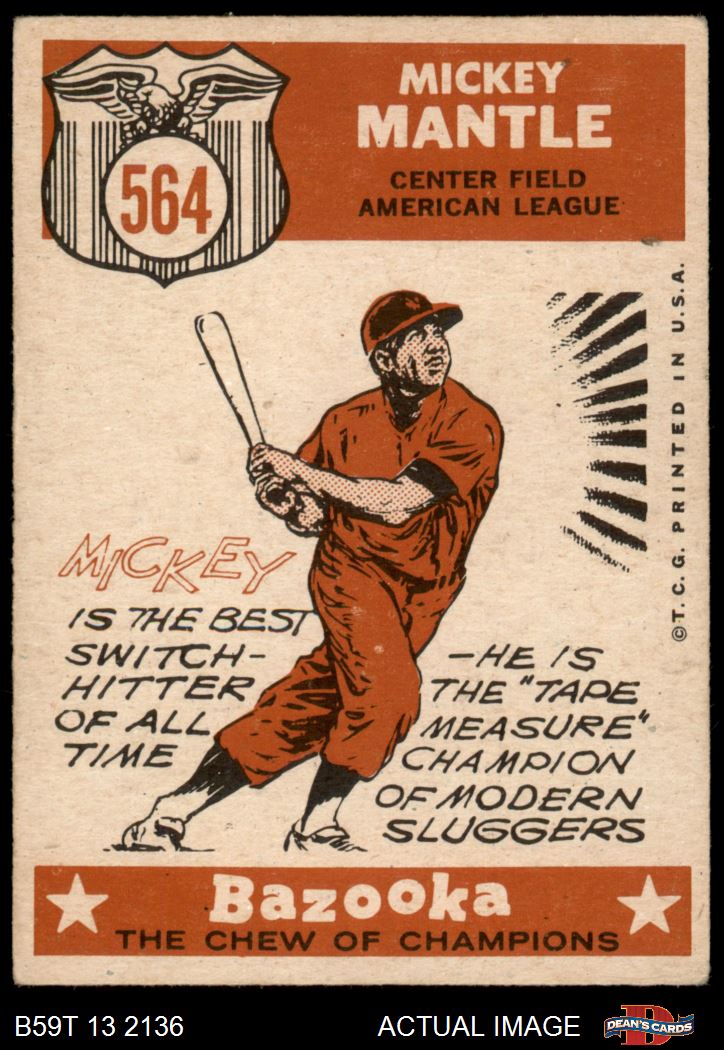 564
MICKEY
MANTLE
CENTER FIELD
AMERICAN LEAGUE
© T.C.G. PRINTED IN U.S.A.
MICKEY
IS THE BEST
SWITCH-
HITTER
OF ALL
TIME
—HE IS
THE "TAPE
MEASURE"
CHAMPION
OF MODERN
SLUGGERS
Bazooka
THE CHEW OF CHAMPIONS
B59T 13 2136
ACTUAL IMAGE
D
DEAN'S CARDS